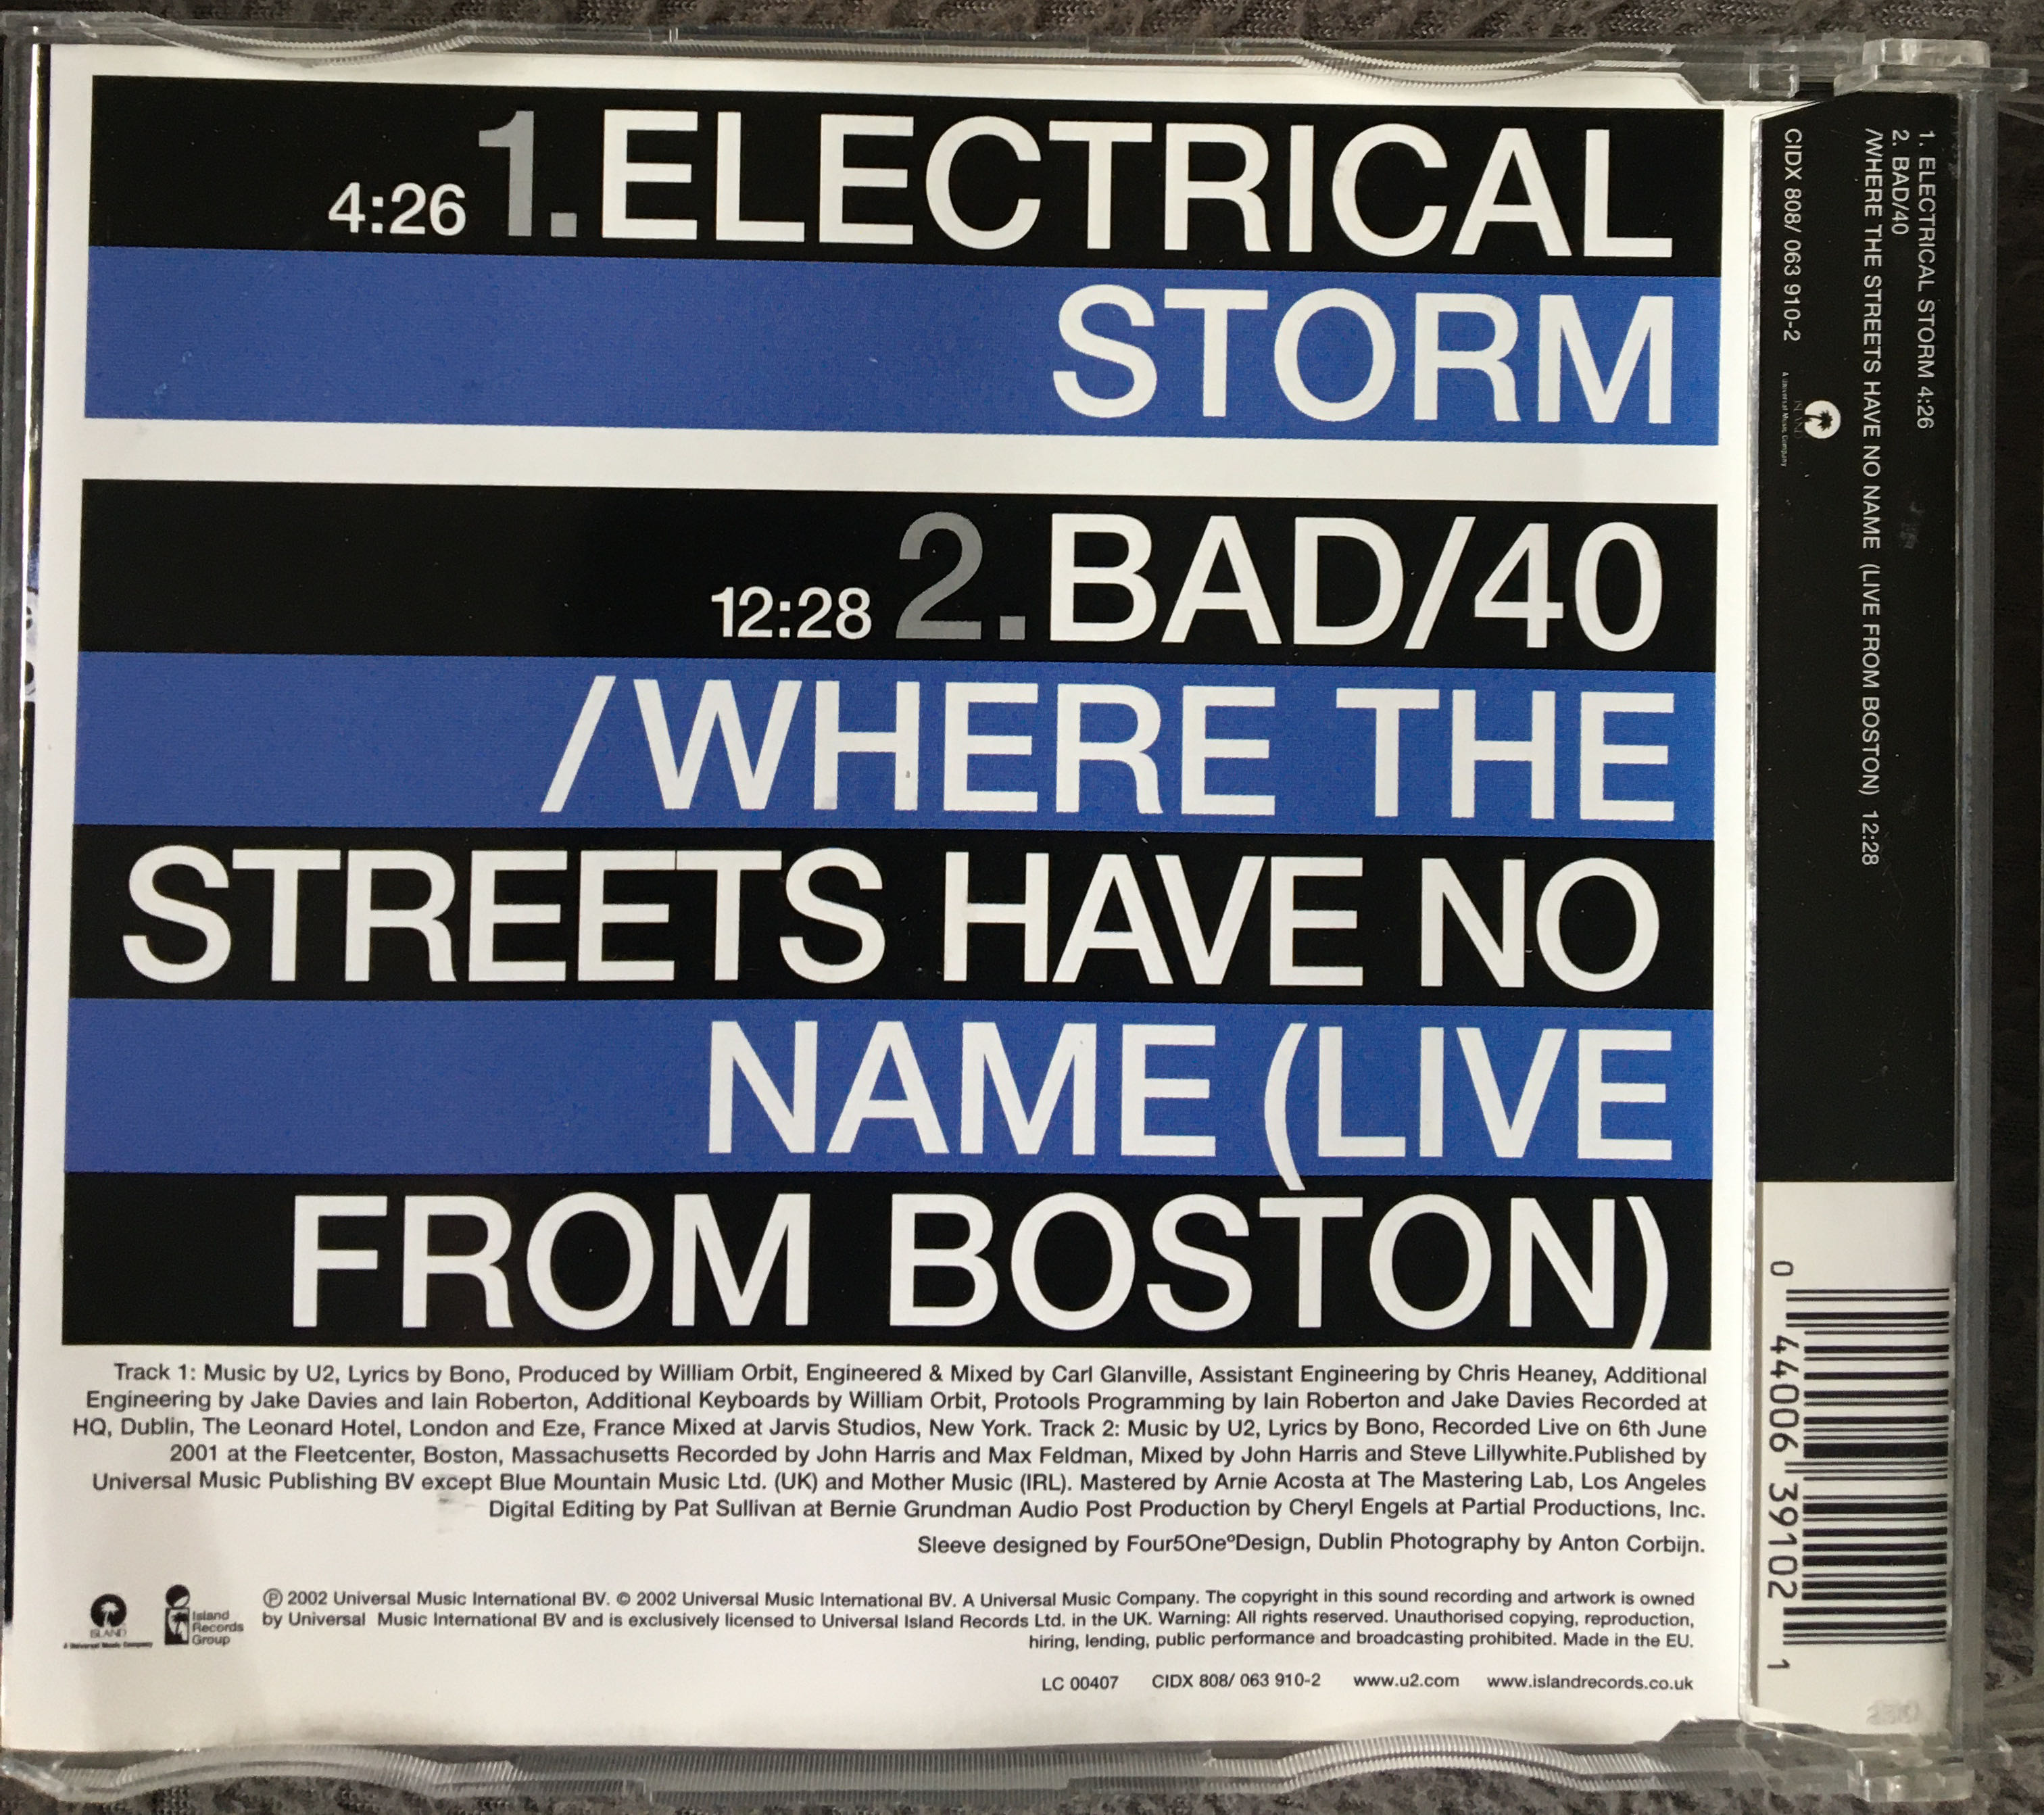 4:26 1. ELECTRICAL
STORM
12:28 2. BAD/40
/WHERE THE
STREETS HAVE NO
NAME (LIVE
FROM BOSTON)
Track 1: Music by U2, Lyrics by Bono, Produced by William Orbit, Engineered & Mixed by Carl Glanville, Assistant Engineering by Chris Heaney, Additional
Engineering by Jake Davies and Iain Roberton, Additional Keyboards by William Orbit, Protools Programming by Iain Roberton and Jake Davies Recorded at
HQ, Dublin, The Leonard Hotel, London and Eze, France Mixed at Jarvis Studios, New York. Track 2: Music by U2, Lyrics by Bono, Recorded Live on 6th June
2001 at the Fleetcenter, Boston, Massachusetts Recorded by John Harris and Max Feldman, Mixed by John Harris and Steve Lillywhite.Published by
Universal Music Publishing BV except Blue Mountain Music Ltd. (UK) and Mother Music (IRL). Mastered by Arnie Acosta at The Mastering Lab, Los Angeles
Digital Editing by Pat Sullivan at Bernie Grundman Audio Post Production by Cheryl Engels at Partial Productions, Inc.
Sleeve designed by Four5One°Design, Dublin Photography by Anton Corbijn.
ISLAND
A Universal Music Company
Island
Records
Group
℗ 2002 Universal Music International BV. © 2002 Universal Music International BV. A Universal Music Company. The copyright in this sound recording and artwork is owned
by Universal Music International BV and is exclusively licensed to Universal Island Records Ltd. in the UK. Warning: All rights reserved. Unauthorised copying, reproduction,
hiring, lending, public performance and broadcasting prohibited. Made in the EU.
LC 00407 CIDX 808/ 063 910-2 www.u2.com www.islandrecords.co.uk
1. ELECTRICAL STORM 4:26
2. BAD/40
/WHERE THE STREETS HAVE NO NAME (LIVE FROM BOSTON) 12:28
CIDX 808/ 063 910-2
ISLAND
A Universal Music Company
0 44006 39102 1